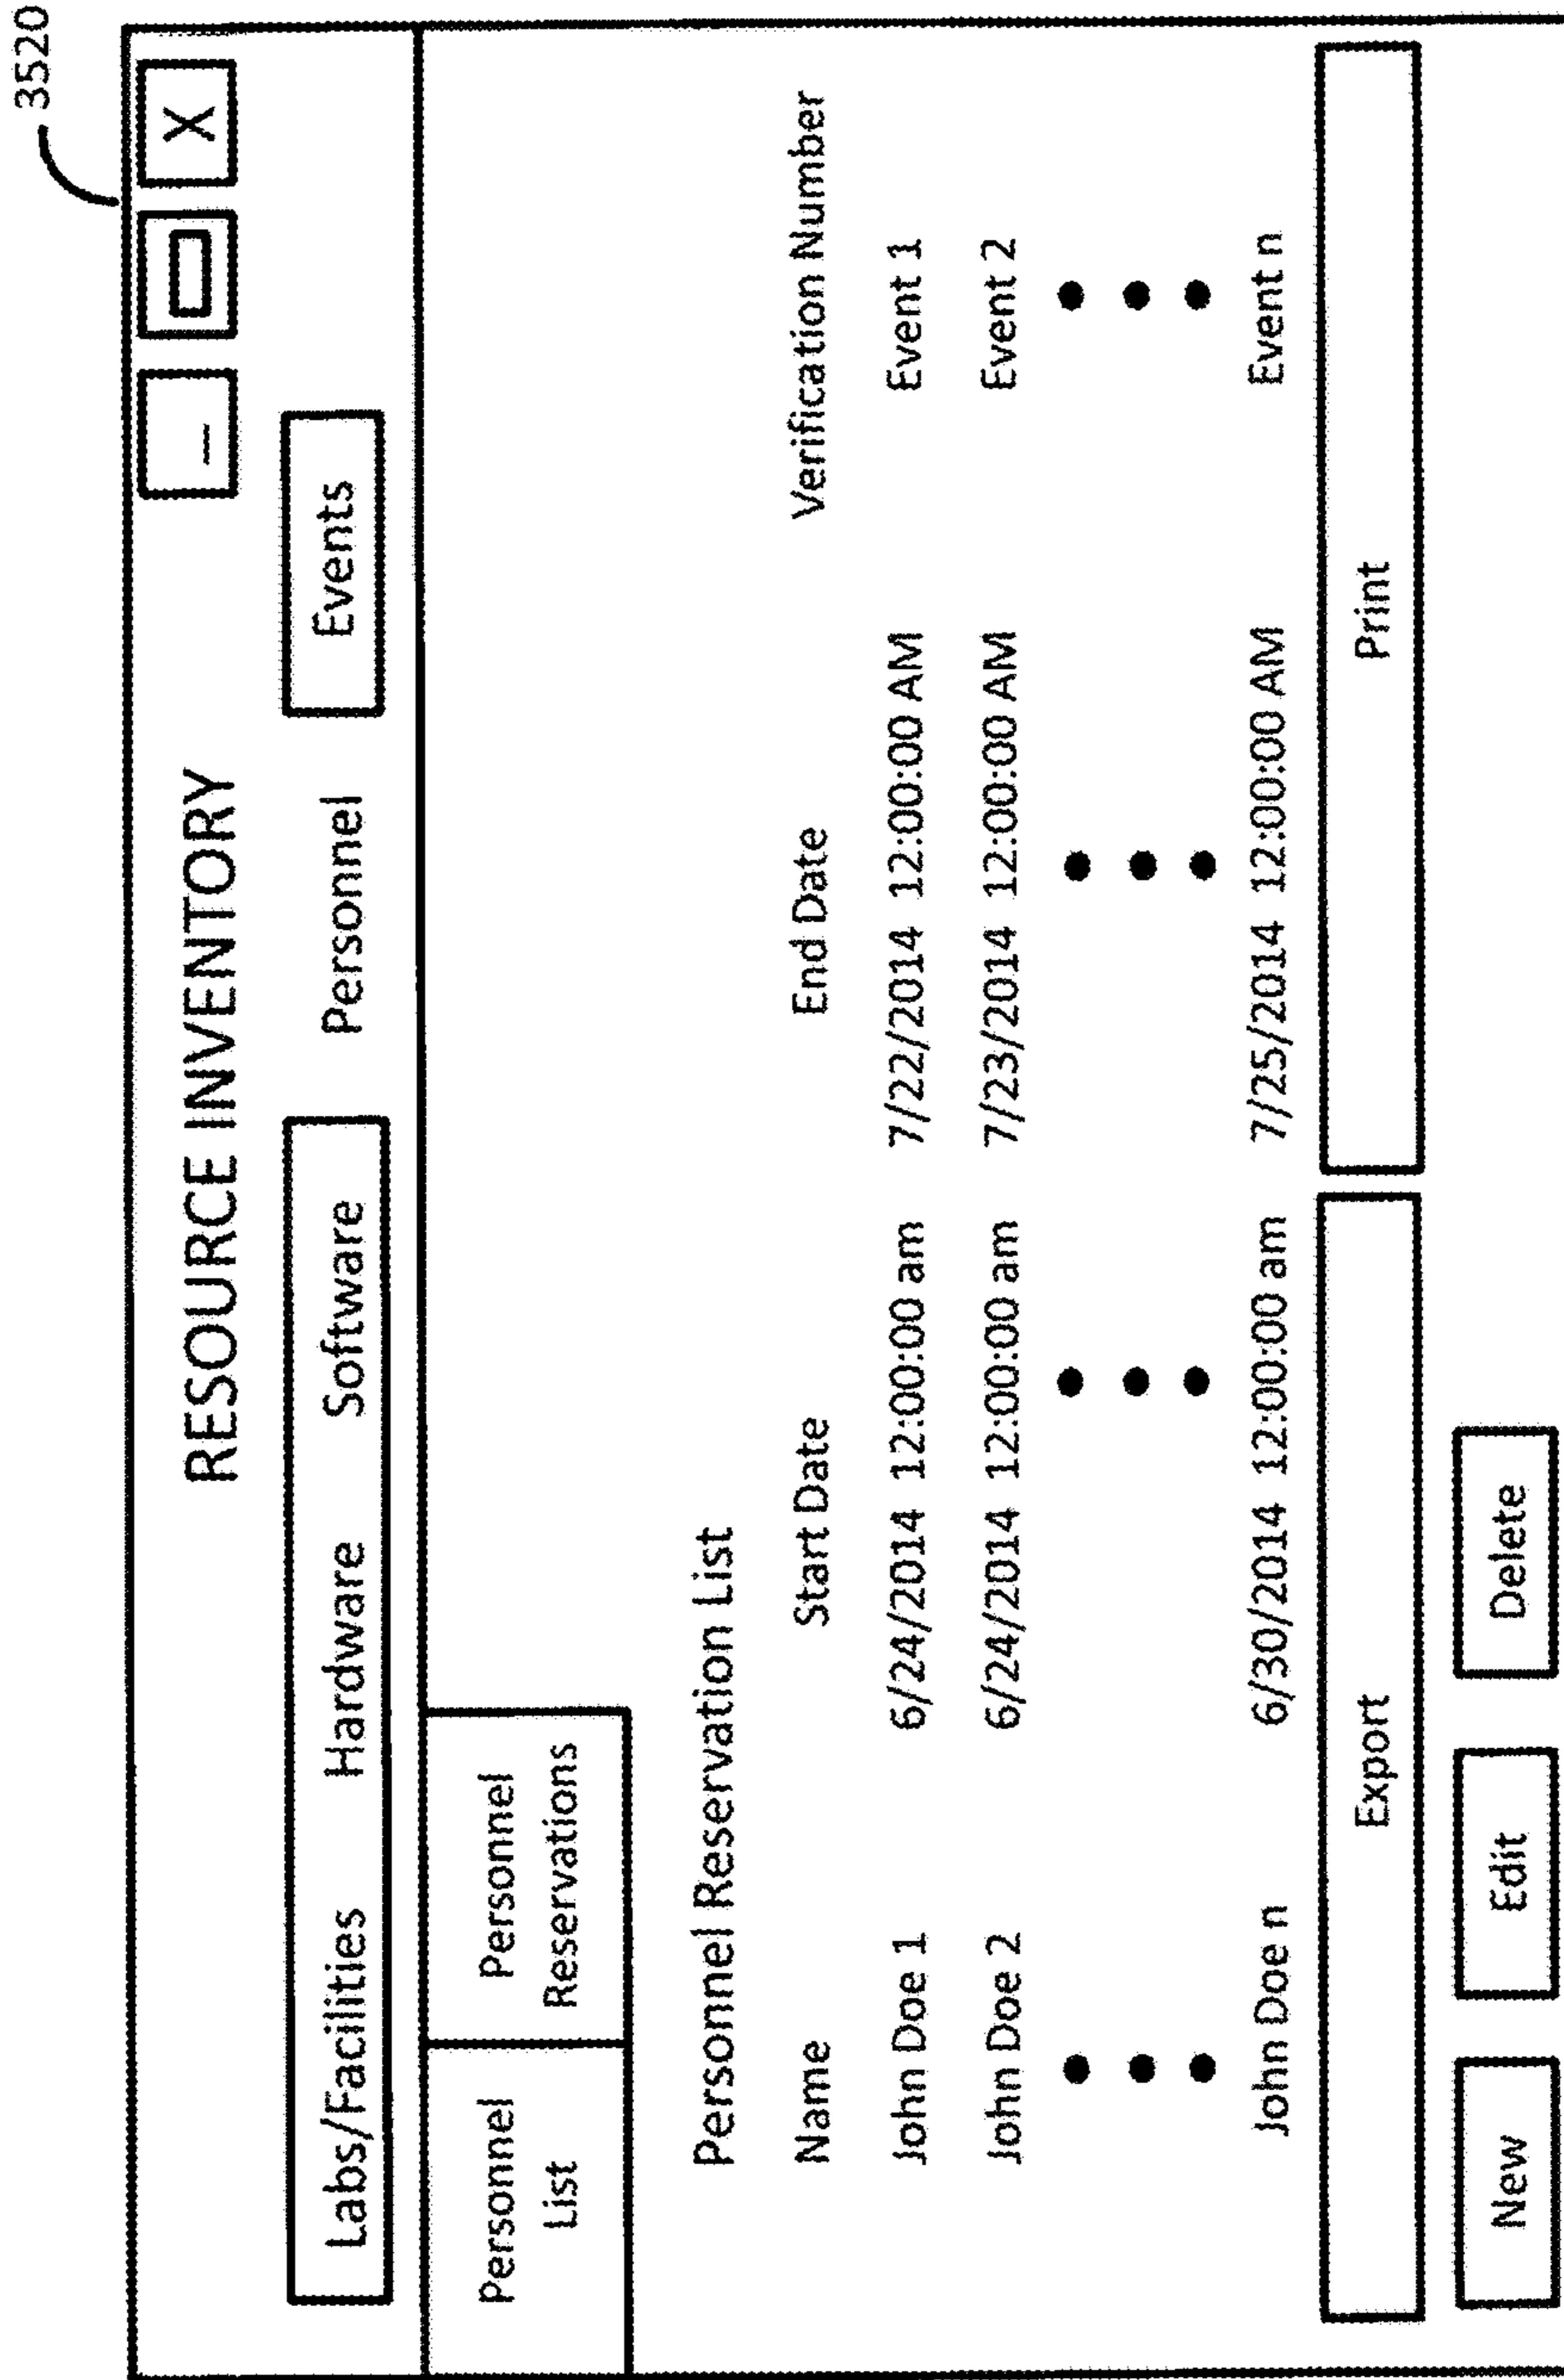 3520
_ X
RESOURCE INVENTORY
Labs/Facilities Hardware Software Personnel Events
Personnel List
Personnel Reservations
Personnel Reservation List
Name Start Date End Date Verification Number
John Doe 1 6/24/2014 12:00:00 am 7/22/2014 12:00:00 AM Event 1
John Doe 2 6/24/2014 12:00:00 am 7/23/2014 12:00:00 AM Event 2
John Doe n 6/30/2014 12:00:00 am 7/25/2014 12:00:00 AM Event n
Export Print
New Edit Delete